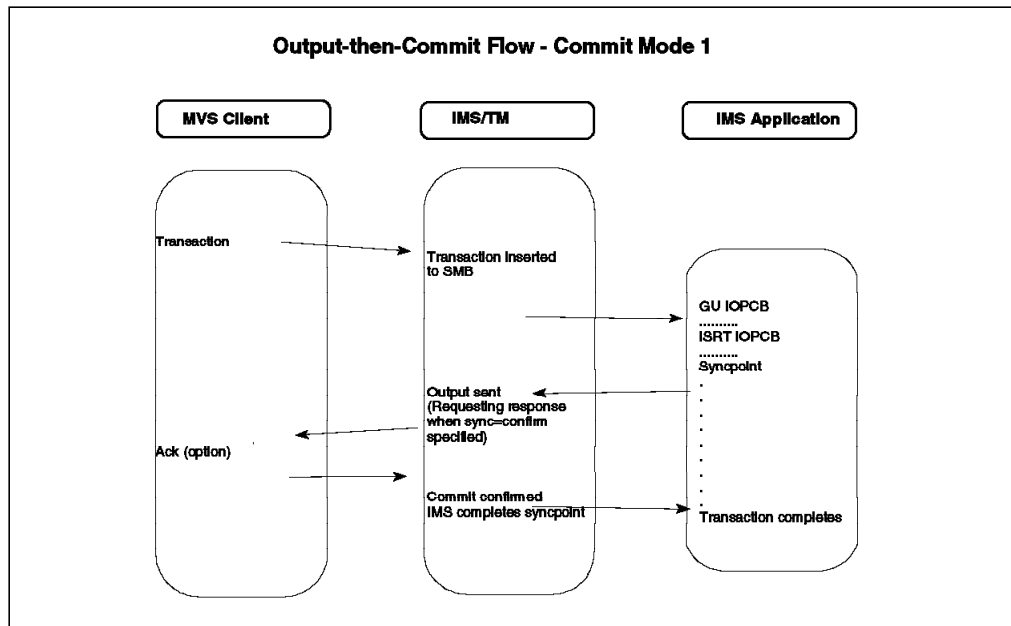 Output-then-Commit Flow - Commit Mode 1
MVS Client
IMS/TM
IMS Application
Transaction
Transaction inserted
to SMB
GU IOPCB
..........
ISRT IOPCB
..........
Syncpoint
.
.
.
.
.
.
.
.
.
Output sent
(Requesting response
when sync=confirm
specified)
Ack (option)
Commit confirmed
IMS completes syncpoint
Transaction completes